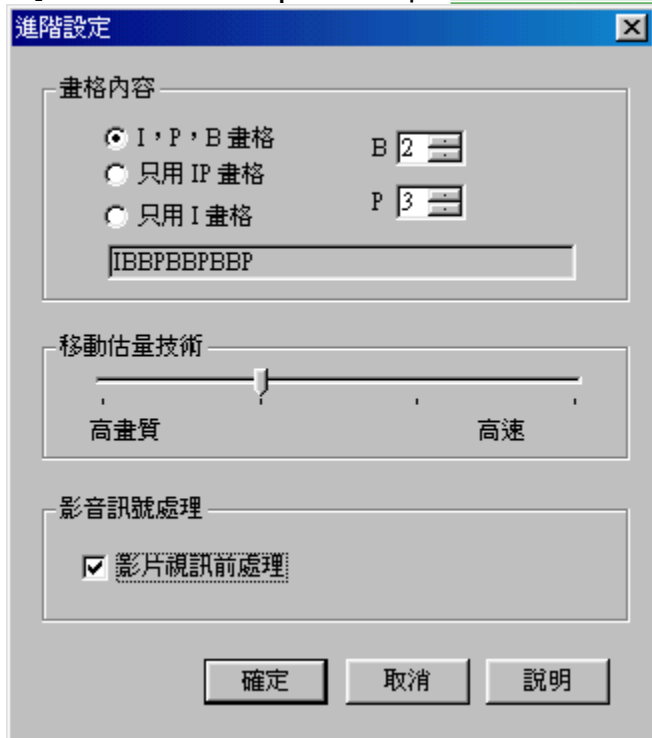 進階設定
畫格內容
I，P，B 畫格
B 2
只用 IP 畫格
P 3
只用 I 畫格
IBBPBBPBBP
移動估量技術
高畫質
高速
影音訊號處理
影片視訊前處理
確定 取消 說明